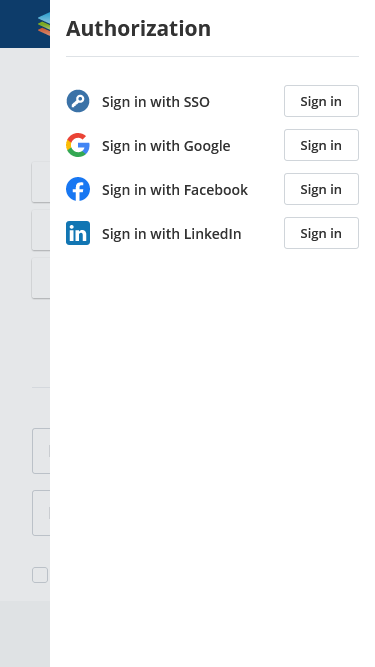 Authorization
Sign in with SSO Sign in
Sign in with Google Sign in
Sign in with Facebook Sign in
Sign in with LinkedIn Sign in